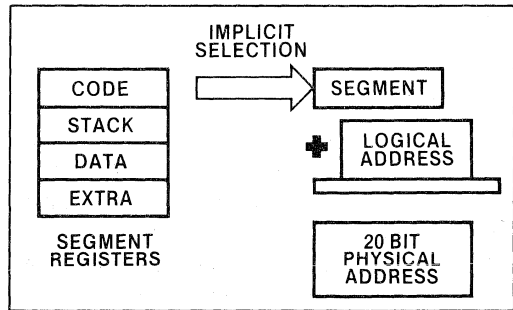 IMPLICIT
SELECTION
CODE
STACK
DATA
EXTRA
SEGMENT
REGISTERS
SEGMENT
+
LOGICAL
ADDRESS
20 BIT
PHYSICAL
ADDRESS